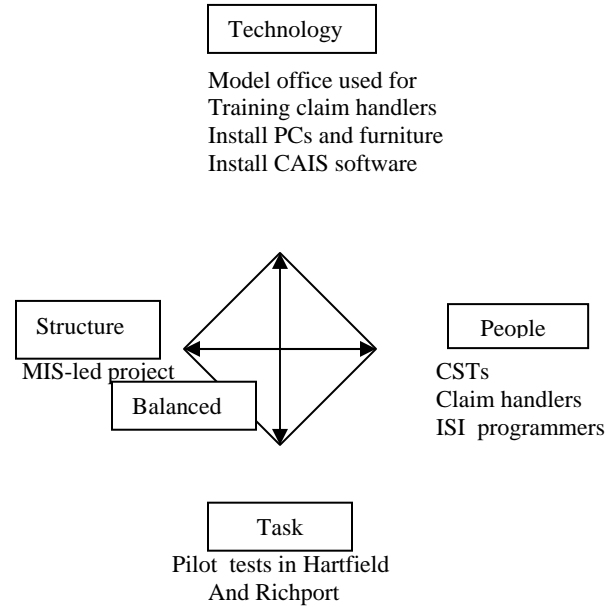 Technology
Model office used for
Training claim handlers
Install PCs and furniture
Install CAIS software
Structure
MIS-led project
Balanced
People
CSTs
Claim handlers
ISI programmers
Task
Pilot tests in Hartfield
And Richport